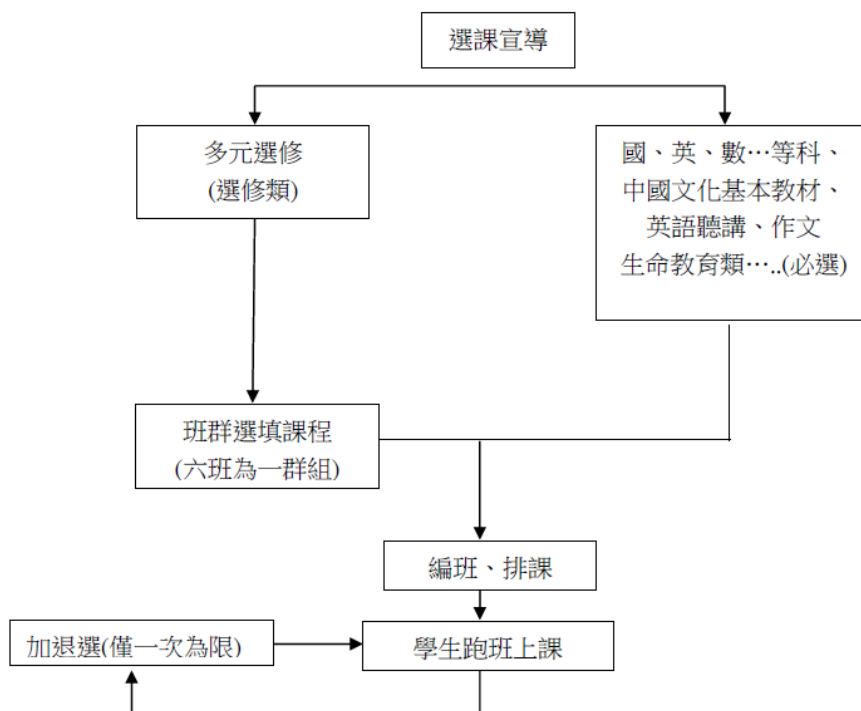 選課宣導
多元選修
(選修類)
國、英、數…等科、
中國文化基本教材、
英語聽講、作文
生命教育類…..(必選)
班群選填課程
(六班為一群組)
編班、排課
加退選(僅一次為限)
學生跑班上課